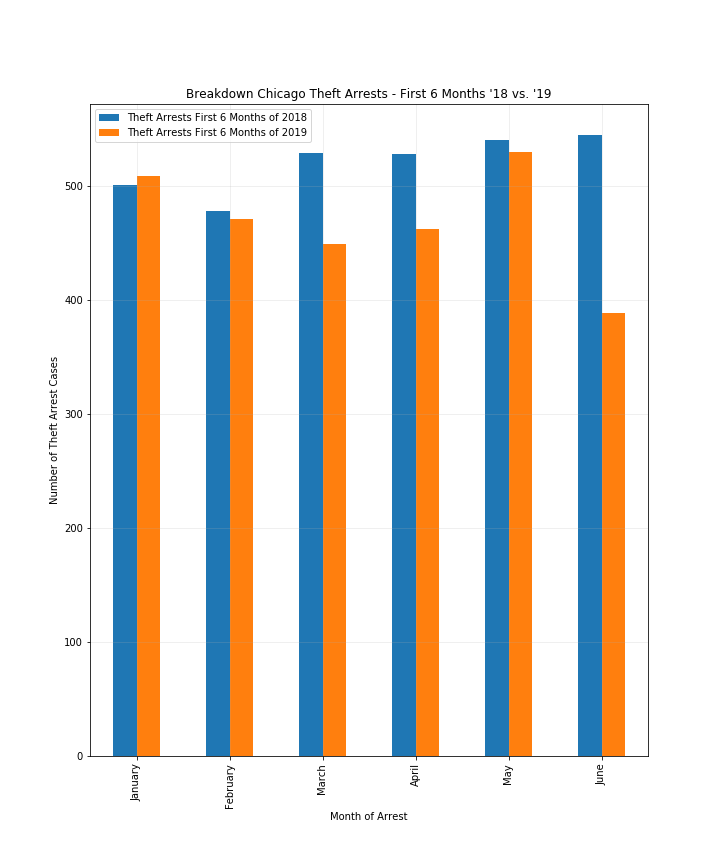 Breakdown Chicago Theft Arrests - First 6 Months '18 vs. '19
Theft Arrests First 6 Months of 2018
Theft Arrests First 6 Months of 2019
Number of Theft Arrest Cases
500
400
300
200
100
0
January
February
March
April
May
June
Month of Arrest